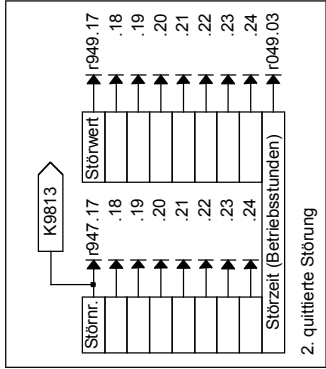 K9813
Störnr.
r947.17
.18
.19
.20
.21
.22
.23
.24
Störwert
r949.17
.18
.19
.20
.21
.22
.23
.24
Störzeit (Betriebsstunden)
r049.03
2. quittierte Störung